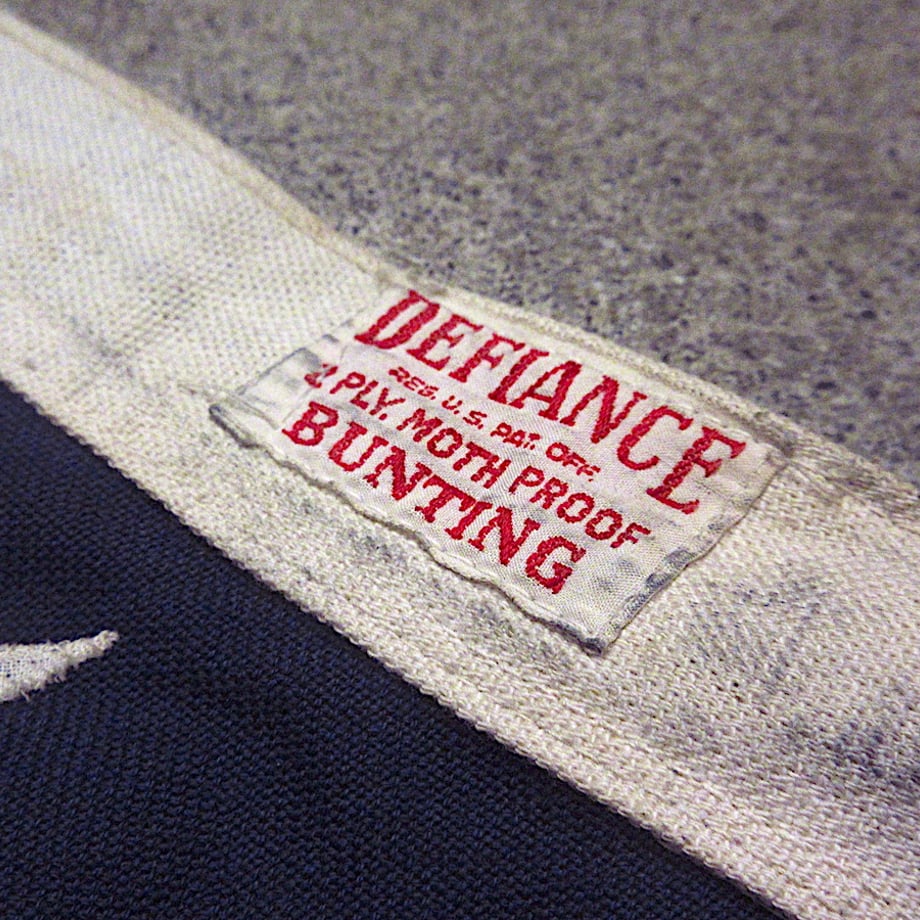 DEFIANCE
REG. U.S. PAT. OFF.
2 PLY. MOTH PROOF
BUNTING